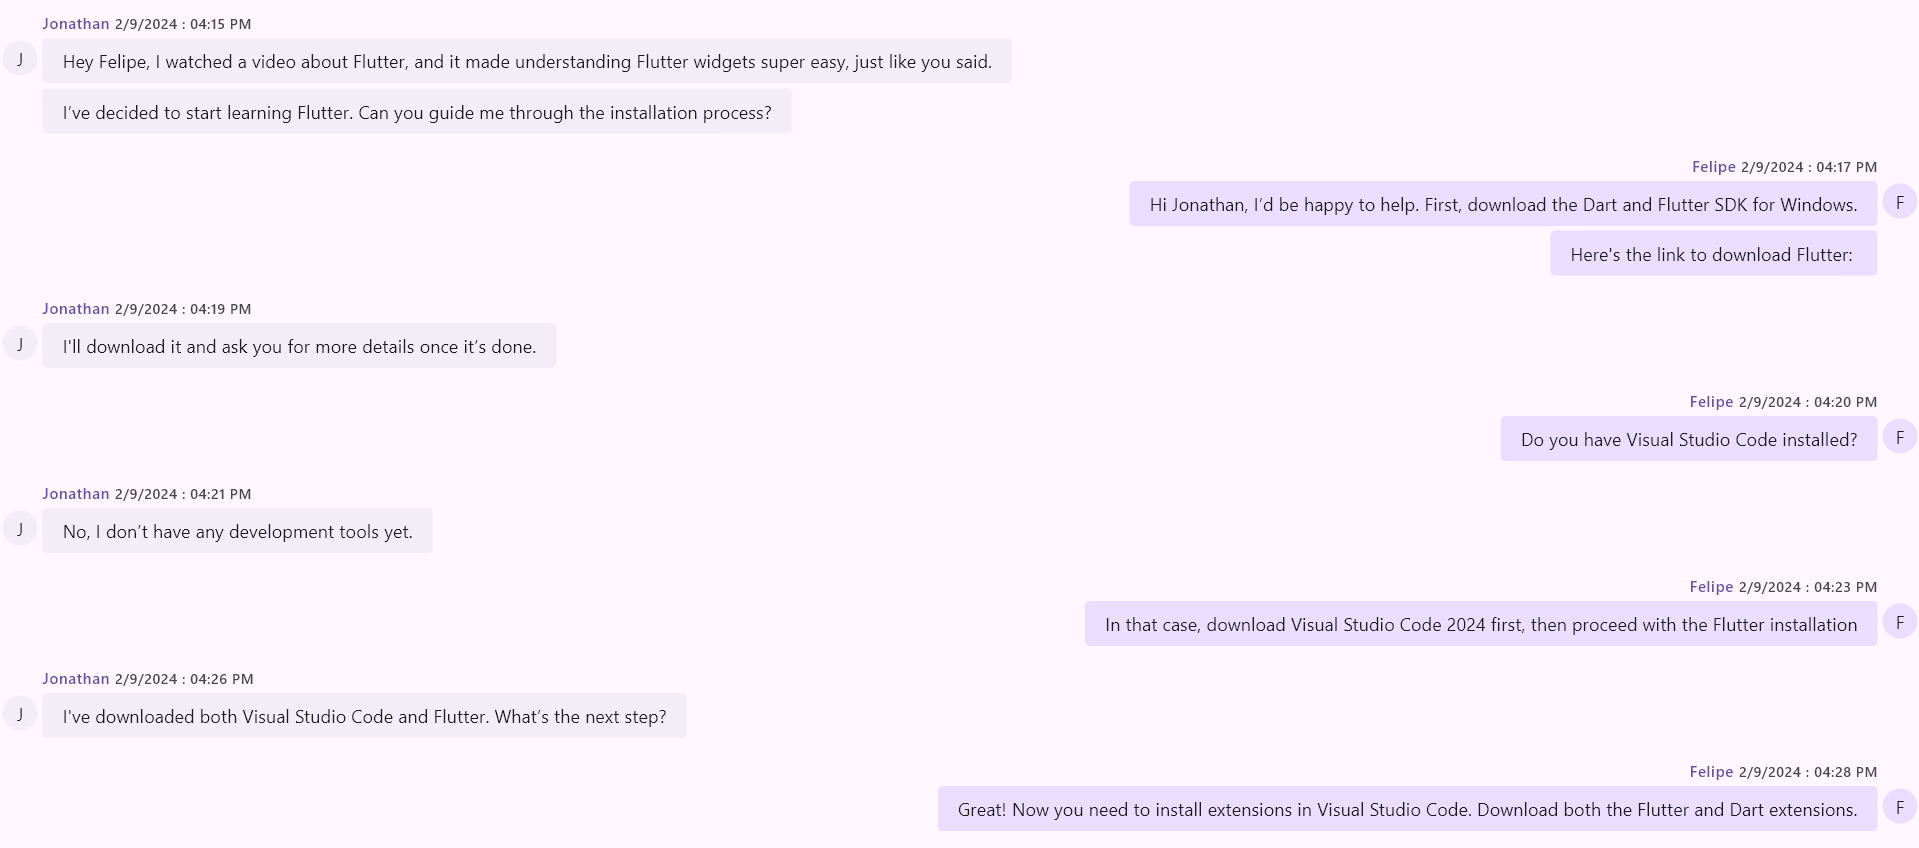 Jonathan 2/9/2024 : 04:15 PM
J
Hey Felipe, I watched a video about Flutter, and it made understanding Flutter widgets super easy, just like you said.
I’ve decided to start learning Flutter. Can you guide me through the installation process?
Felipe 2/9/2024 : 04:17 PM
Hi Jonathan, I’d be happy to help. First, download the Dart and Flutter SDK for Windows.
F
Here's the link to download Flutter:
Jonathan 2/9/2024 : 04:19 PM
J
I'll download it and ask you for more details once it’s done.
Felipe 2/9/2024 : 04:20 PM
Do you have Visual Studio Code installed?
F
Jonathan 2/9/2024 : 04:21 PM
J
No, I don’t have any development tools yet.
Felipe 2/9/2024 : 04:23 PM
In that case, download Visual Studio Code 2024 first, then proceed with the Flutter installation
F
Jonathan 2/9/2024 : 04:26 PM
J
I've downloaded both Visual Studio Code and Flutter. What’s the next step?
Felipe 2/9/2024 : 04:28 PM
Great! Now you need to install extensions in Visual Studio Code. Download both the Flutter and Dart extensions.
F